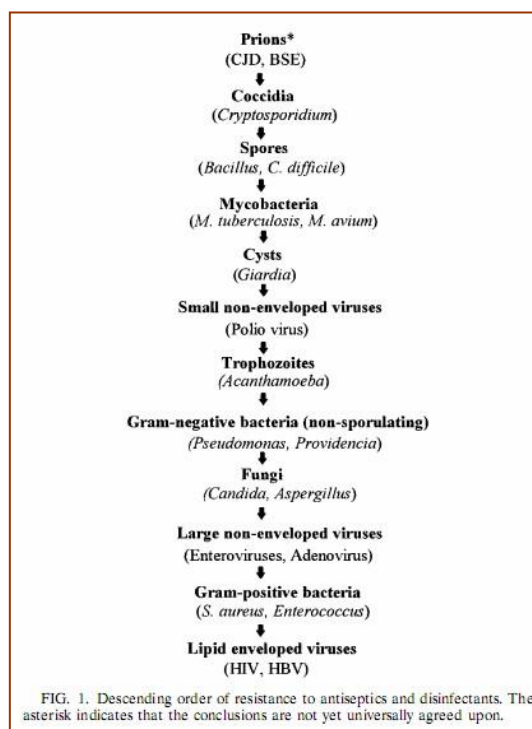 Prions*
(CJD, BSE)
Coccidia
(Cryptosporidium)
Spores
(Bacillus, C. difficile)
Mycobacteria
(M. tuberculosis, M. avium)
Cysts
(Giardia)
Small non-enveloped viruses
(Polio virus)
Trophozoites
(Acanthamoeba)
Gram-negative bacteria (non-sporulating)
(Pseudomonas, Providencia)
Fungi
(Candida, Aspergillus)
Large non-enveloped viruses
(Enteroviruses, Adenovirus)
Gram-positive bacteria
(S. aureus, Enterococcus)
Lipid enveloped viruses
(HIV, HBV)
FIG. 1. Descending order of resistance to antiseptics and disinfectants. The
asterisk indicates that the conclusions are not yet universally agreed upon.